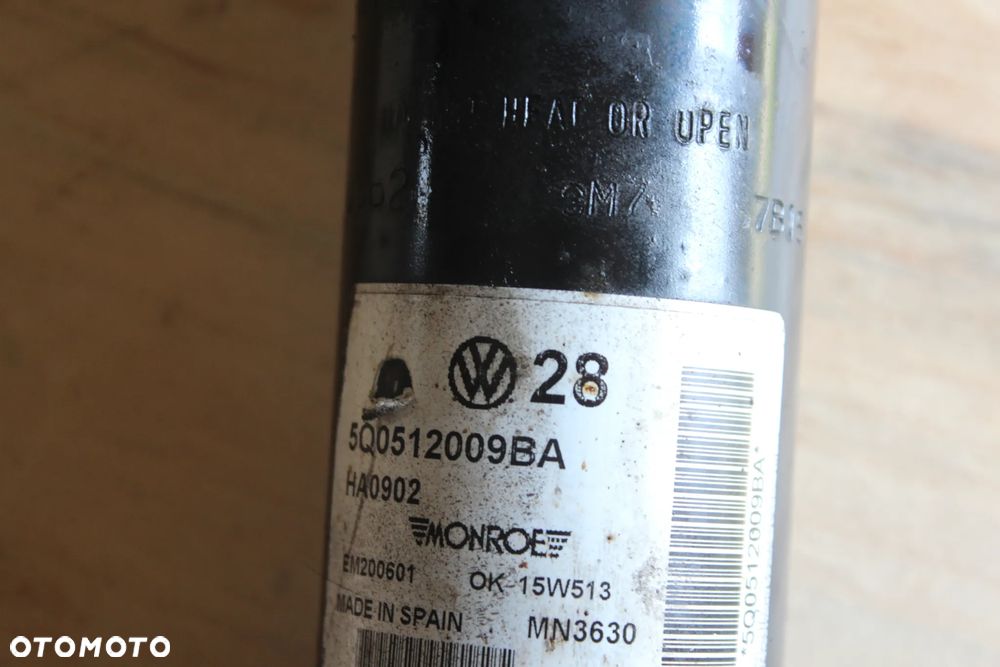 HEAT OR OPEN
28
5Q0512009BA
HA0902
MONROE
EM200601
OK 15W513
MADE IN SPAIN
MN3630
*5Q0512009BA*
OTOMOTO